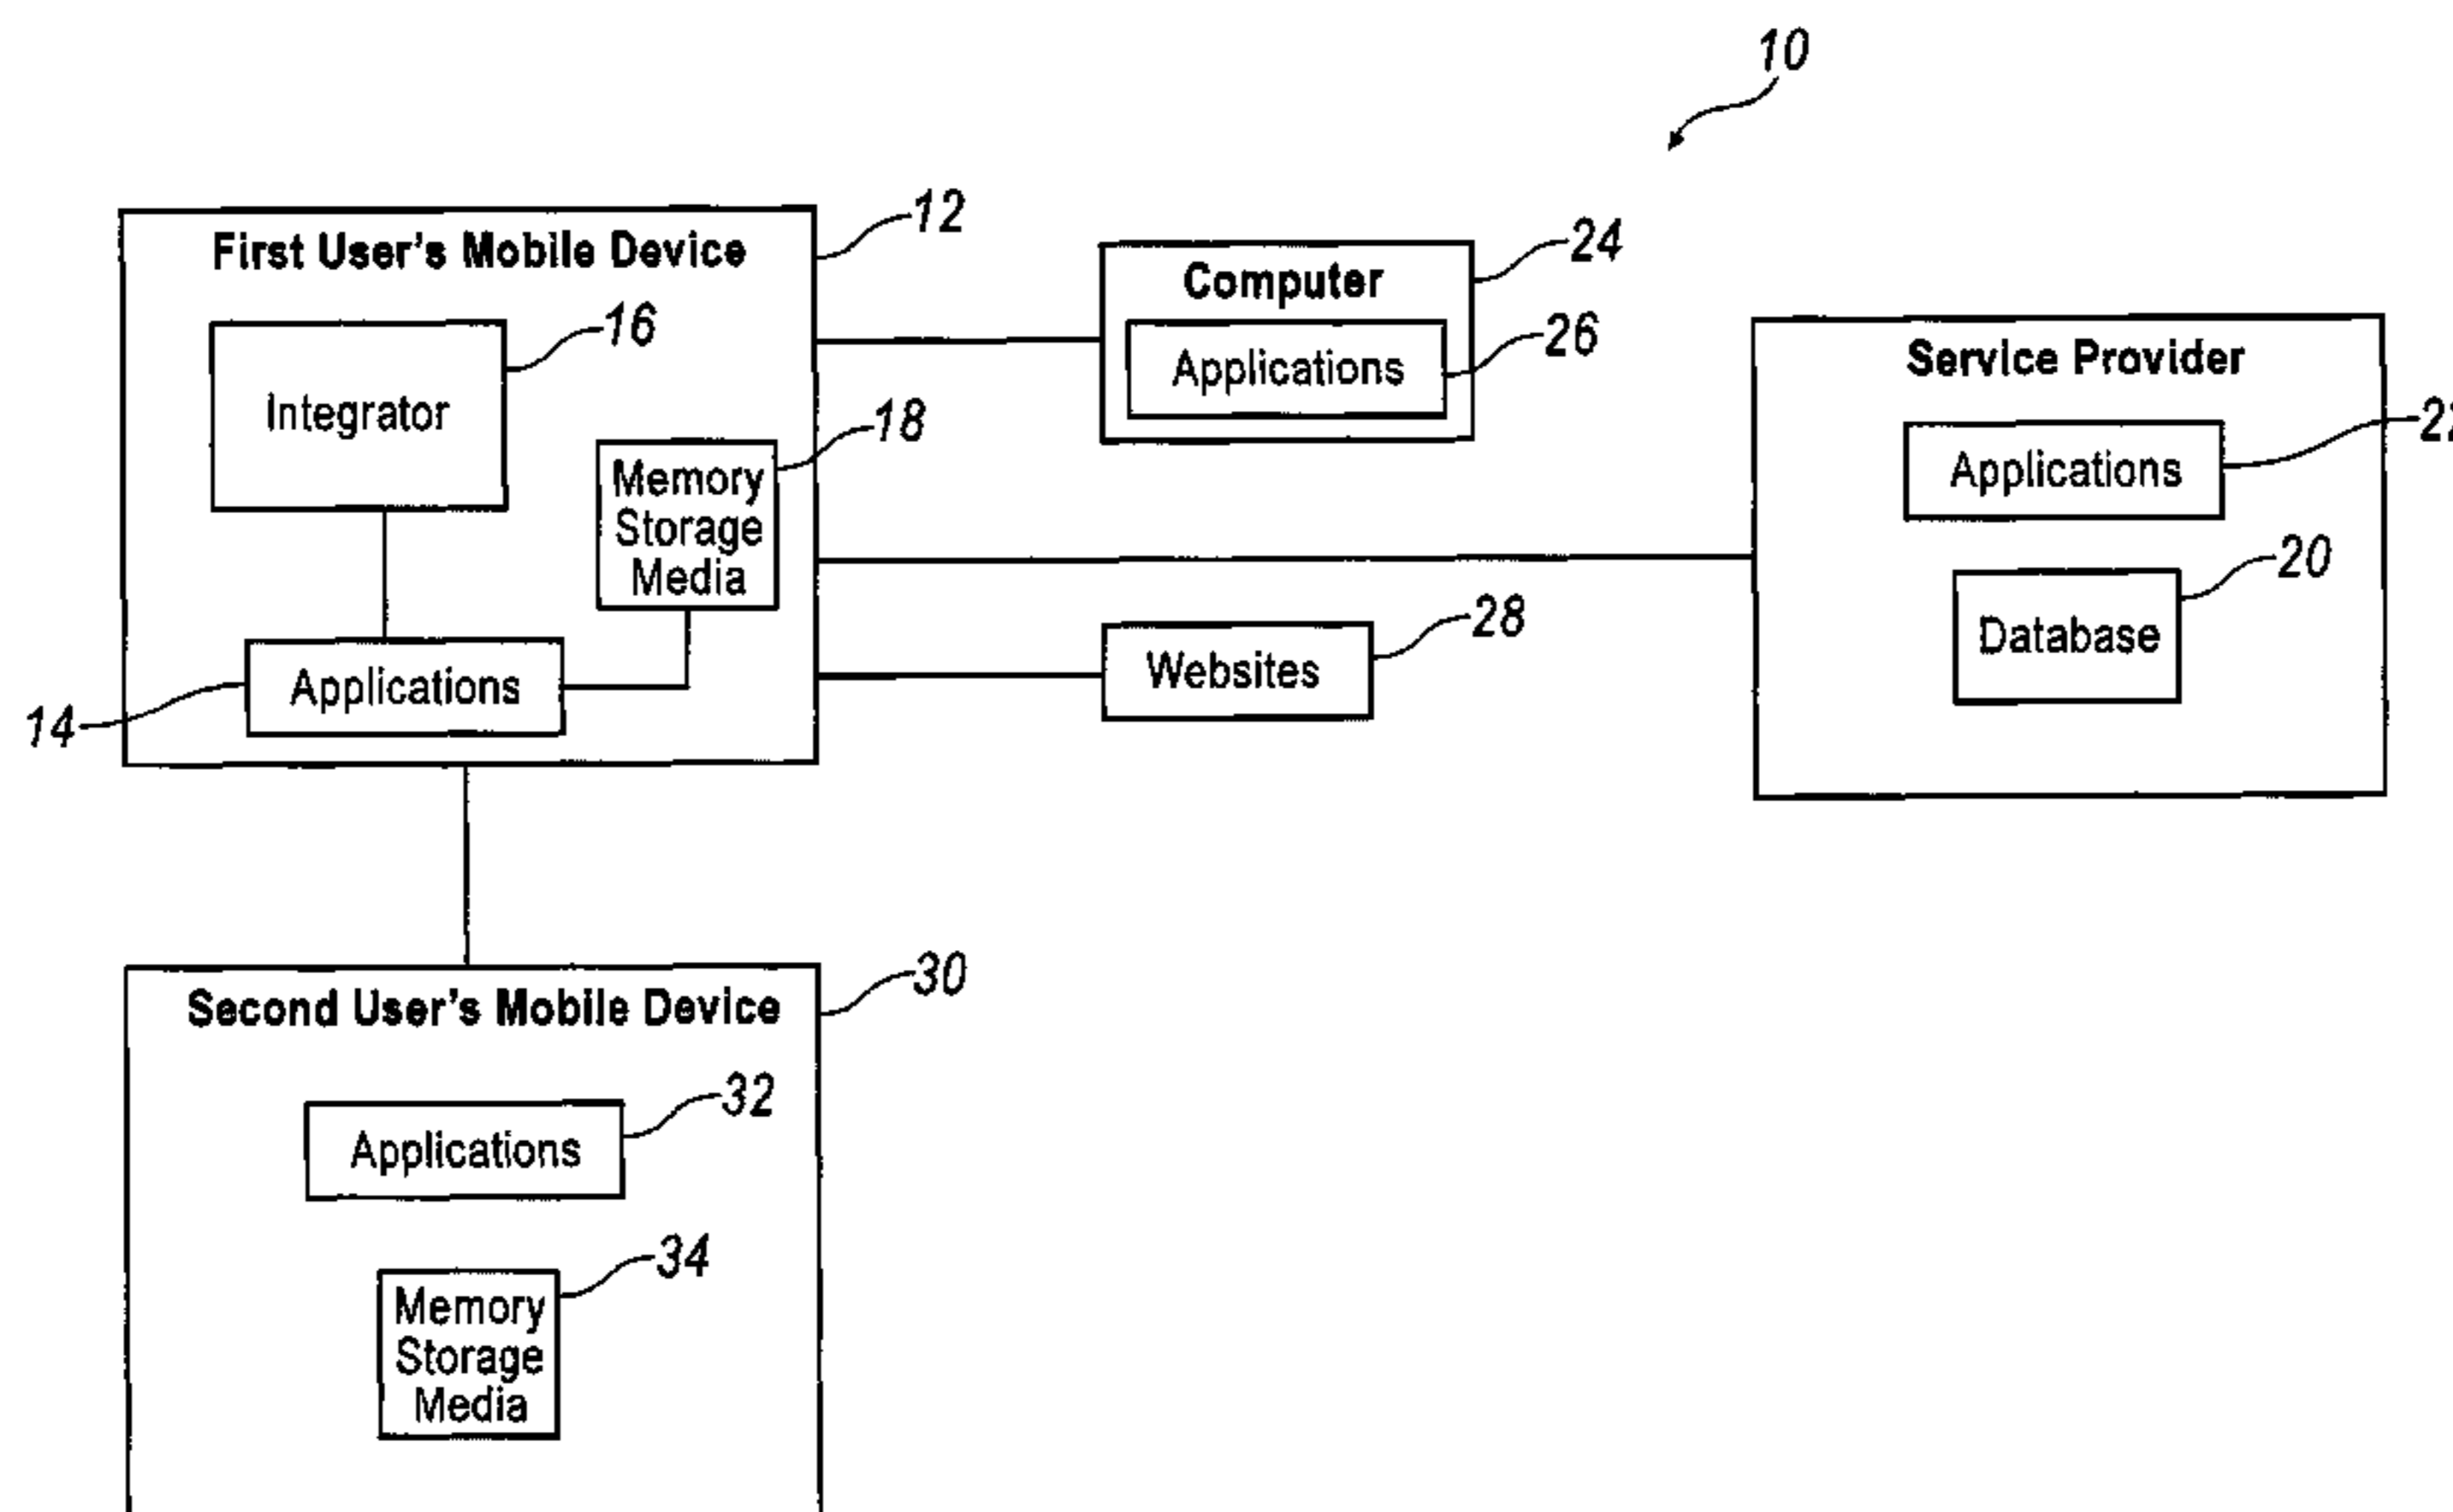 10
12
First User's Mobile Device
24
Computer
16
26
Applications
Service Provider
Integrator
18
22
Memory
Storage
Media
Applications
20
Database
28
Websites
Applications
14
30
Second User's Mobile Device
32
Applications
34
Memory
Storage
Media